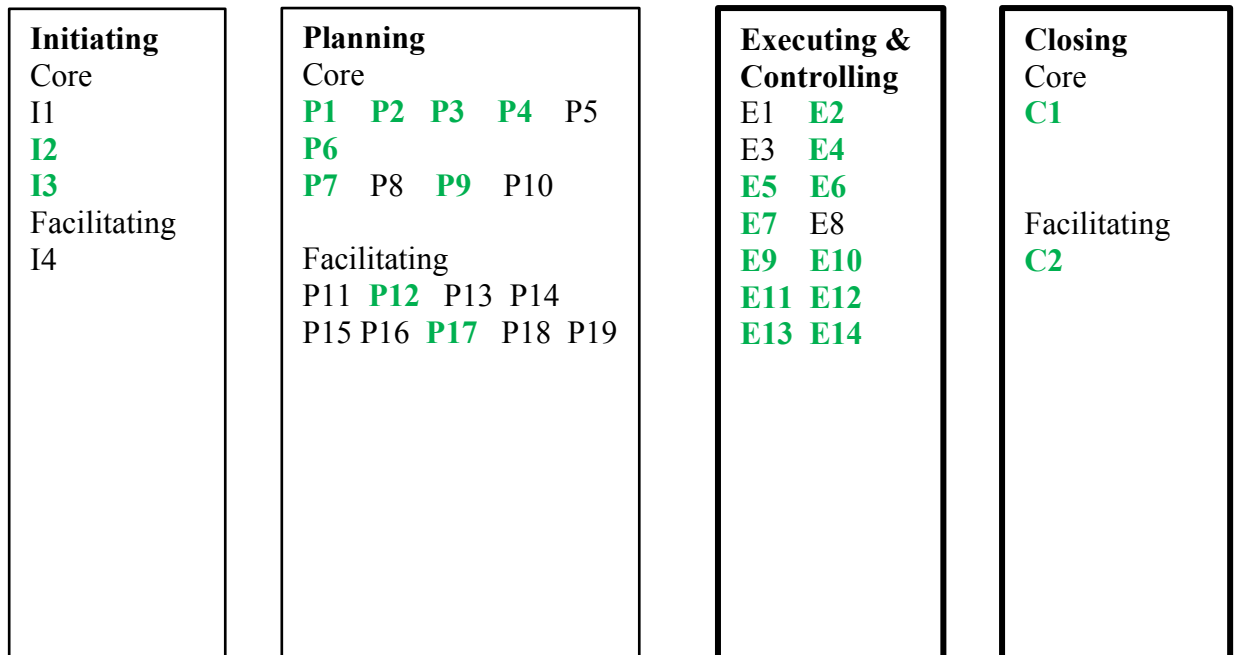 Initiating
Core
I1
I2
I3
Facilitating
I4
Planning
Core
P1 P2 P3 P4 P5
P6
P7 P8 P9 P10
Facilitating
P11 P12 P13 P14
P15 P16 P17 P18 P19
Executing &
Controlling
E1 E2
E3 E4
E5 E6
E7 E8
E9 E10
E11 E12
E13 E14
Closing
Core
C1
Facilitating
C2